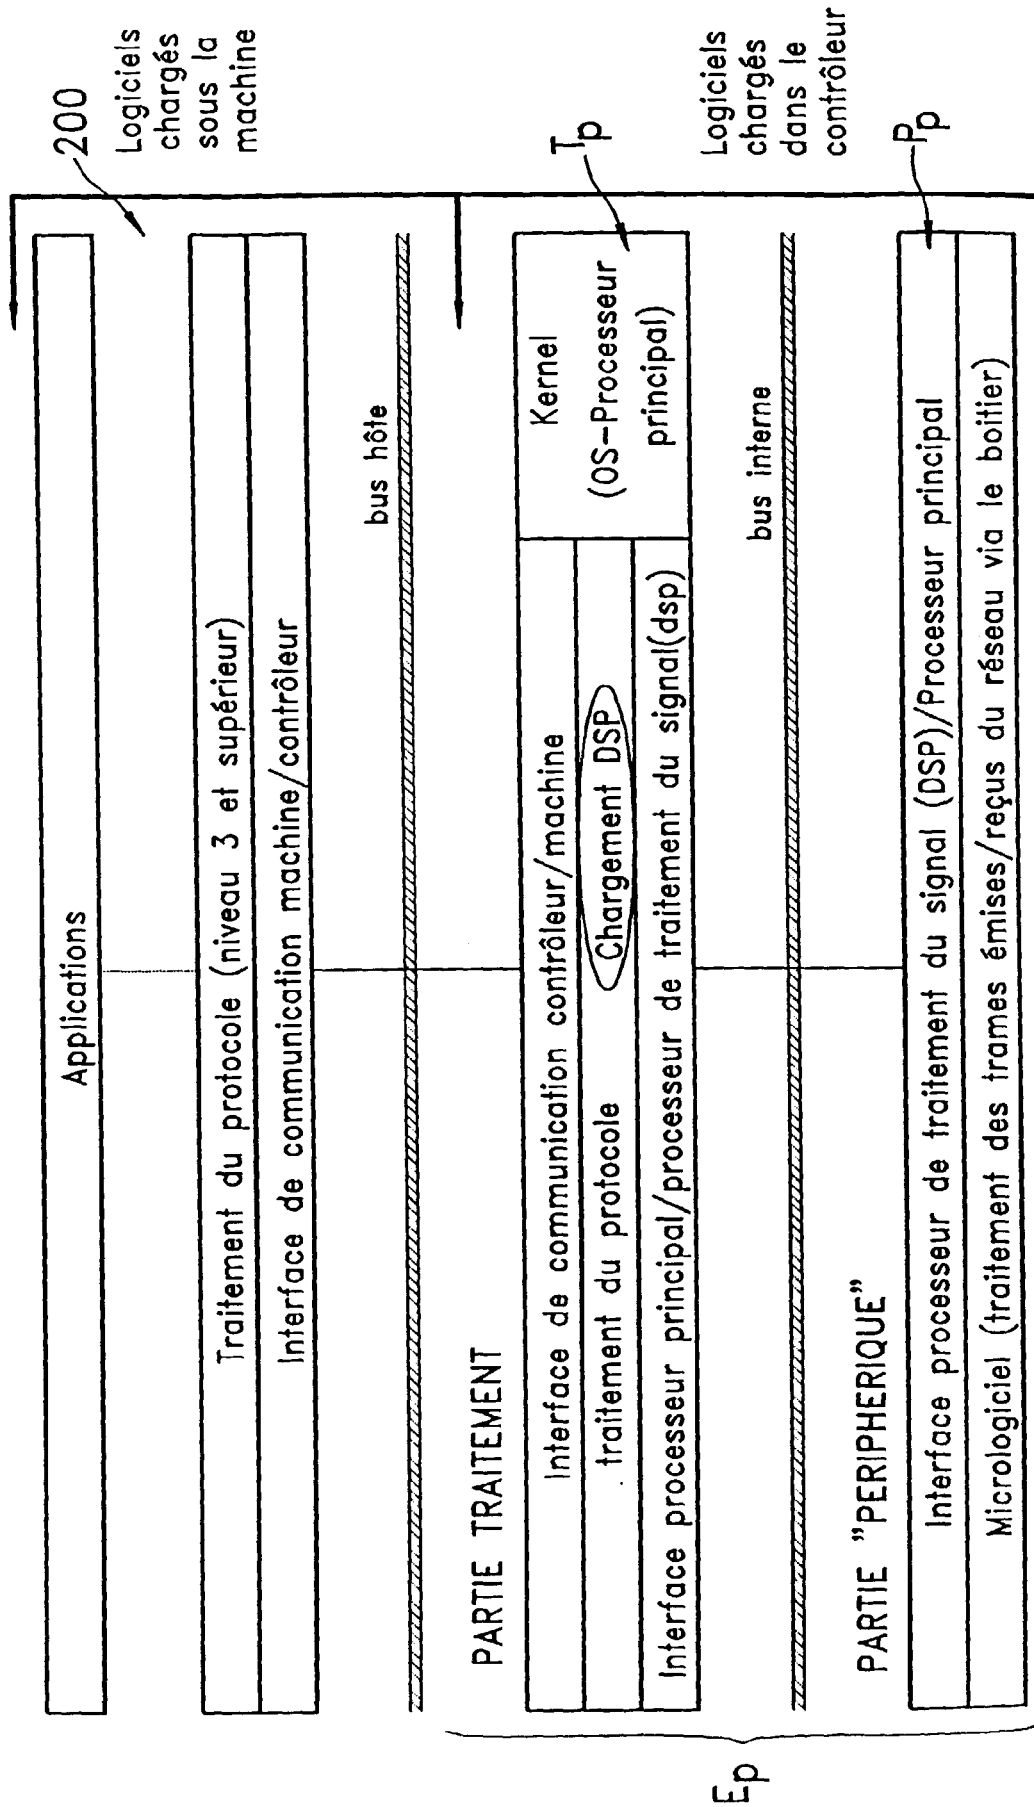 Applications
200
Logiciels
chargés
sous la
machine
Traitement du protocole (niveau 3 et supérieur)
Interface de communication machine/contrôleur
bus hôte
PARTIE TRAITEMENT
Interface de communication contrôleur/machine
traitement du protocole
Chargement DSP
Interface processeur principal/processeur de traitement du signal(dsp)
Kernel
(OS-Processeur
principal)
Tp
Logiciels
chargés
dans le
contrôleur
bus interne
PARTIE "PERIPHERIQUE"
Pp
Interface processeur de traitement du signal (DSP)/Processeur principal
Micrologiciel (traitement des trames émises/reçus du réseau via le boitier)
Ep